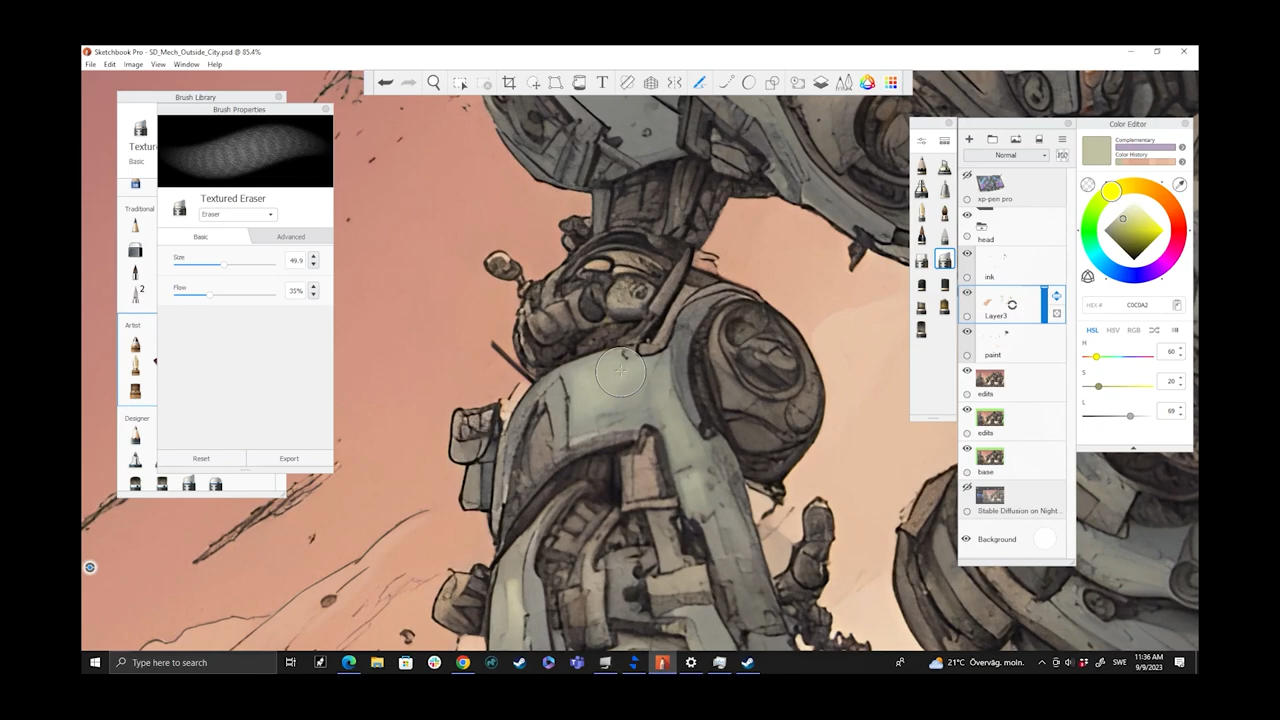 Sketchbook Pro - SD_Mech_Outside_City.psd @ 85.4%
File Edit Image View Window Help
Brush Library
Brush Properties
Basic
Textured Eraser
Eraser
Basic Advanced
Size 49.9
Flow 35%
Reset Export
Traditional
2
Artist
Designer
T
Normal
xp-pen pro
head
ink
Layer3
paint
edits
edits
base
Stable Diffusion on Night...
Background
Color Editor
Complementary
Color History
HEX # C0C0A2
HSL HSV RGB
H 60
S 20
L 69
Type here to search
21°C Överväg. moln.
SWE
11:36 AM
9/9/2023